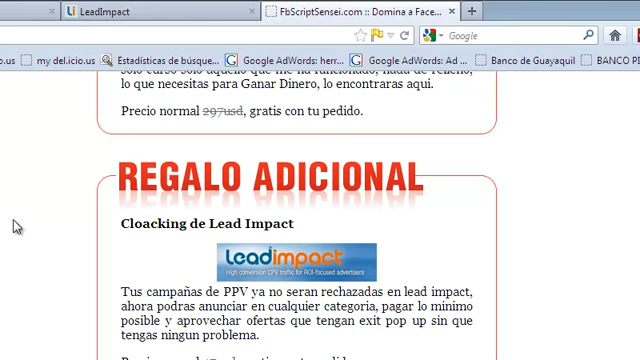 LeadImpact × FbScriptSensei.com :: Domina a Face... × +
Google
o.us my del.icio.us Estadísticas de búsquedas... Google AdWords: herr... Google AdWords: Ad ... Banco de Guayaquil BANCO PI
lo que necesitas para Ganar Dinero, lo encontraras aqui.
Precio normal 297usd, gratis con tu pedido.
REGALO ADICIONAL
Cloacking de Lead Impact
Leadimpact
High conversion CPV traffic for ROI-focused advertisers
Tus campañas de PPV ya no seran rechazadas en lead impact,
ahora podras anunciar en cualquier categoria, pagar lo minimo
posible y aprovechar ofertas que tengan exit pop up sin que
tengas ningun problema.